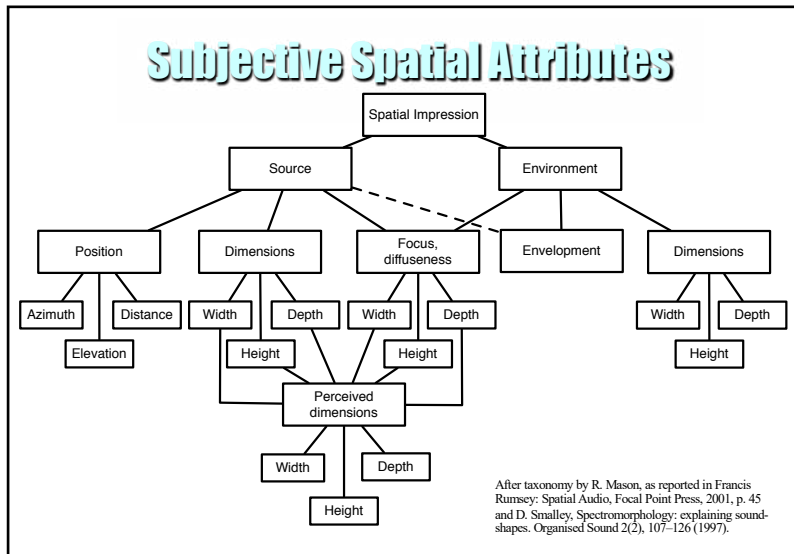 Subjective Spatial Attributes
Spatial Impression
Source
Environment
Position
Dimensions
Foc,
diffuseness
Envelopment
Dimensions
Azimuth
Distance
Width
Depth
Width
Depth
Width
Depth
Elevation
Height
Height
Height
Perceived
dimensions
Width
Depth
Height
After taxonomy by R. Mason, as reported in Francis
Rumsey: Spatial Audio, Focal Point Press, 2001, p. 45
and D. Smalley, Spectromorphology: explaining sound-
shapes. Organised Sound 2(2), 107–126 (1997).